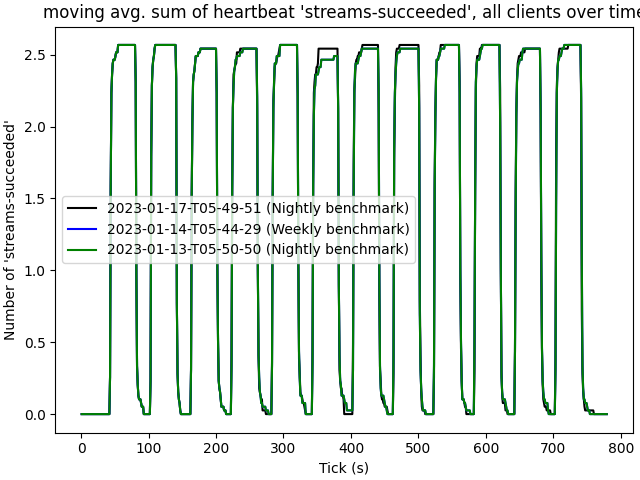 moving avg. sum of heartbeat 'streams-succeeded', all clients over time
Number of 'streams-succeeded'
2.5
2.0
1.5
1.0
0.5
0.0
2023-01-17-T05-49-51 (Nightly benchmark)
2023-01-14-T05-44-29 (Weekly benchmark)
2023-01-13-T05-50-50 (Nightly benchmark)
0 100 200 300 400 500 600 700 800
Tick (s)